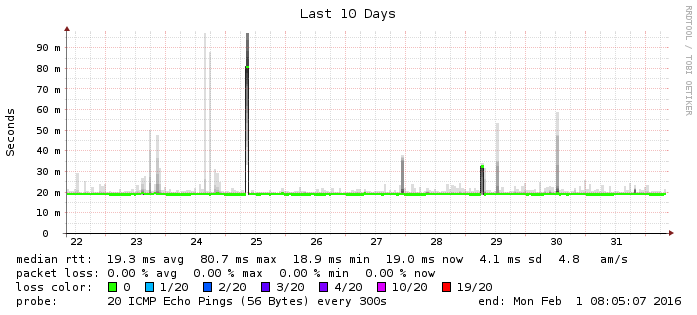 Last 10 Days
RRDTOOL / TOBI OETIKER
Seconds
90 m
80 m
70 m
60 m
50 m
40 m
30 m
20 m
10 m
0
22 23 24 25 26 27 28 29 30 31
median rtt: 19.3 ms avg 80.7 ms max 18.9 ms min 19.0 ms now 4.1 ms sd 4.8 am/s
packet loss: 0.00 % avg 0.00 % max 0.00 % min 0.00 % now
loss color: 0 1/20 2/20 3/20 4/20 10/20 19/20
probe: 20 ICMP Echo Pings (56 Bytes) every 300s end: Mon Feb 1 08:05:07 2016